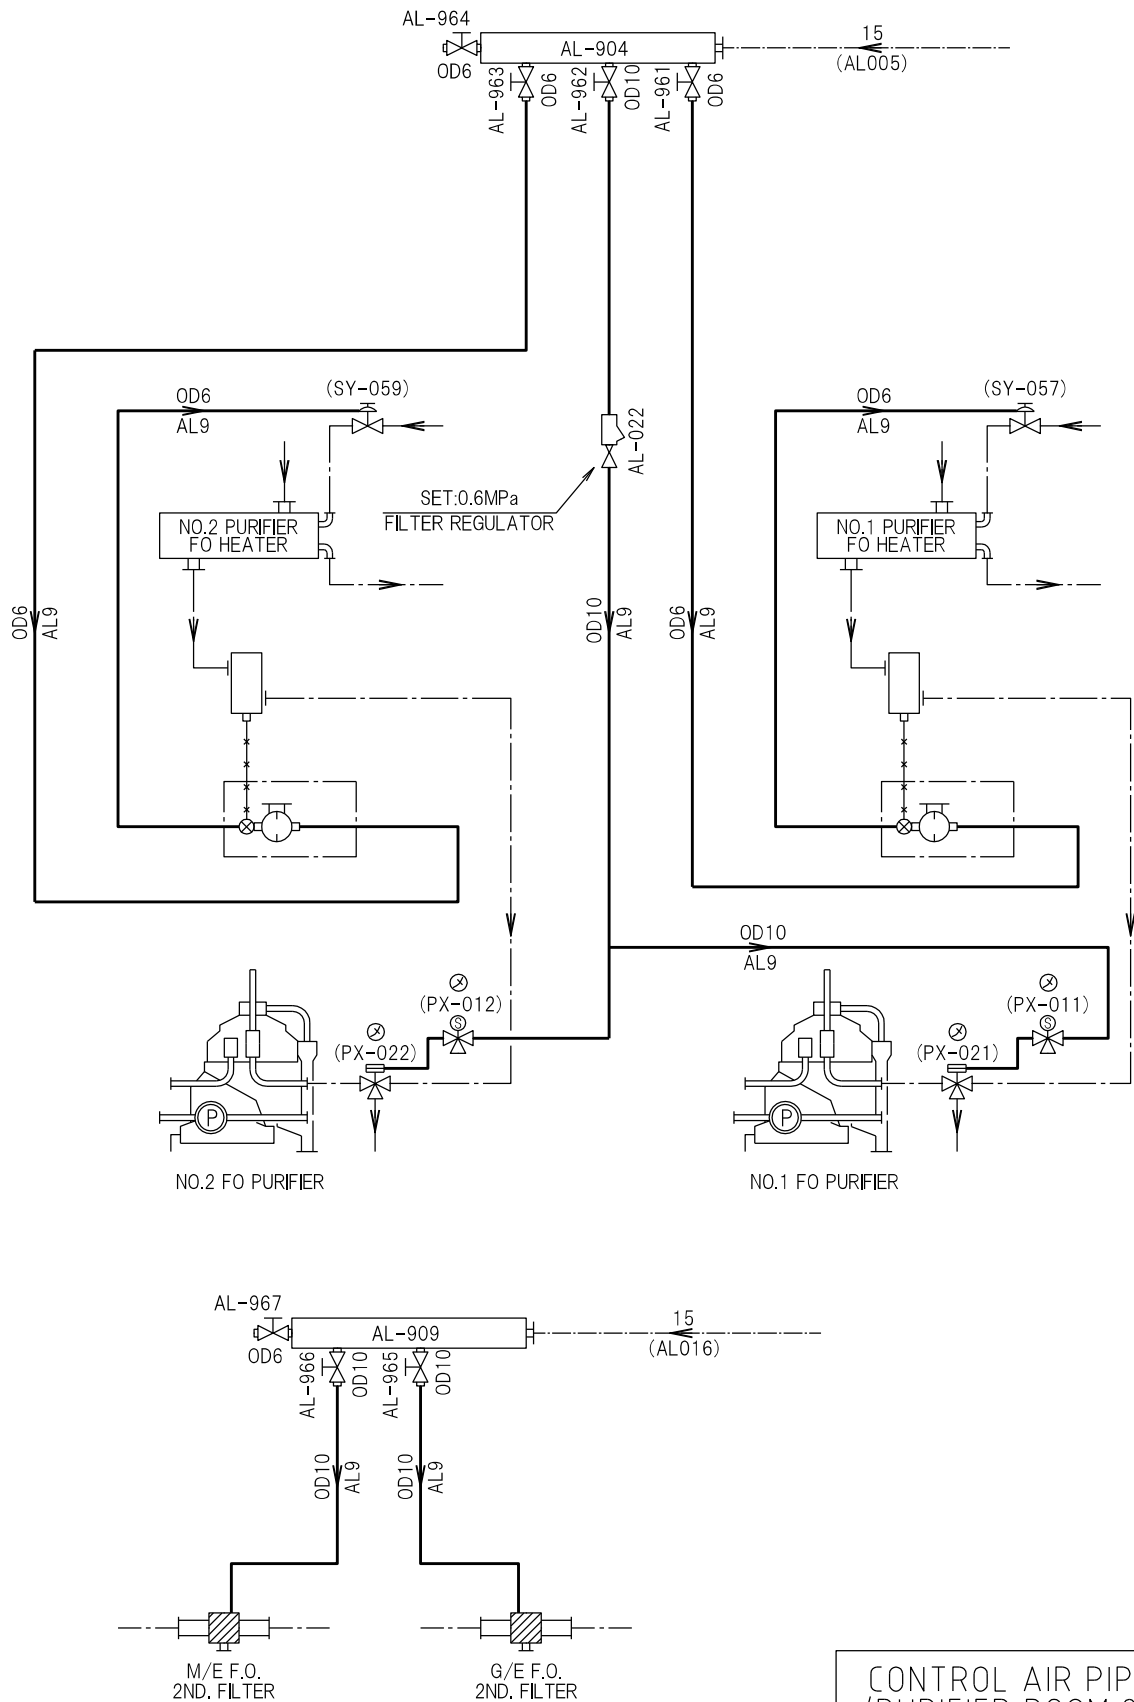 AL-964
15
AL-904
(AL005)
OD6
AL-963
OD6
AL-962
OD10
AL-961
OD6
OD6
(SY-059)
AL9
OD6
(SY-057)
AL9
AL-022
SET:0.6MPa
FILTER REGULATOR
NO.2 PURIFIER
FO HEATER
NO.1 PURIFIER
FO HEATER
OD6
AL9
OD10
AL9
OD6
AL9
OD10
AL9
(PX-012)
S
(PX-022)
P
(PX-011)
S
(PX-021)
P
NO.2 FO PURIFIER
NO.1 FO PURIFIER
AL-967
15
AL-909
(AL016)
OD6
AL-966
OD10
AL-965
OD10
OD10
AL9
OD10
AL9
M/E F.O.
2ND. FILTER
G/E F.O.
2ND. FILTER
CONTROL AIR PIP
(PURIFIER ROOM